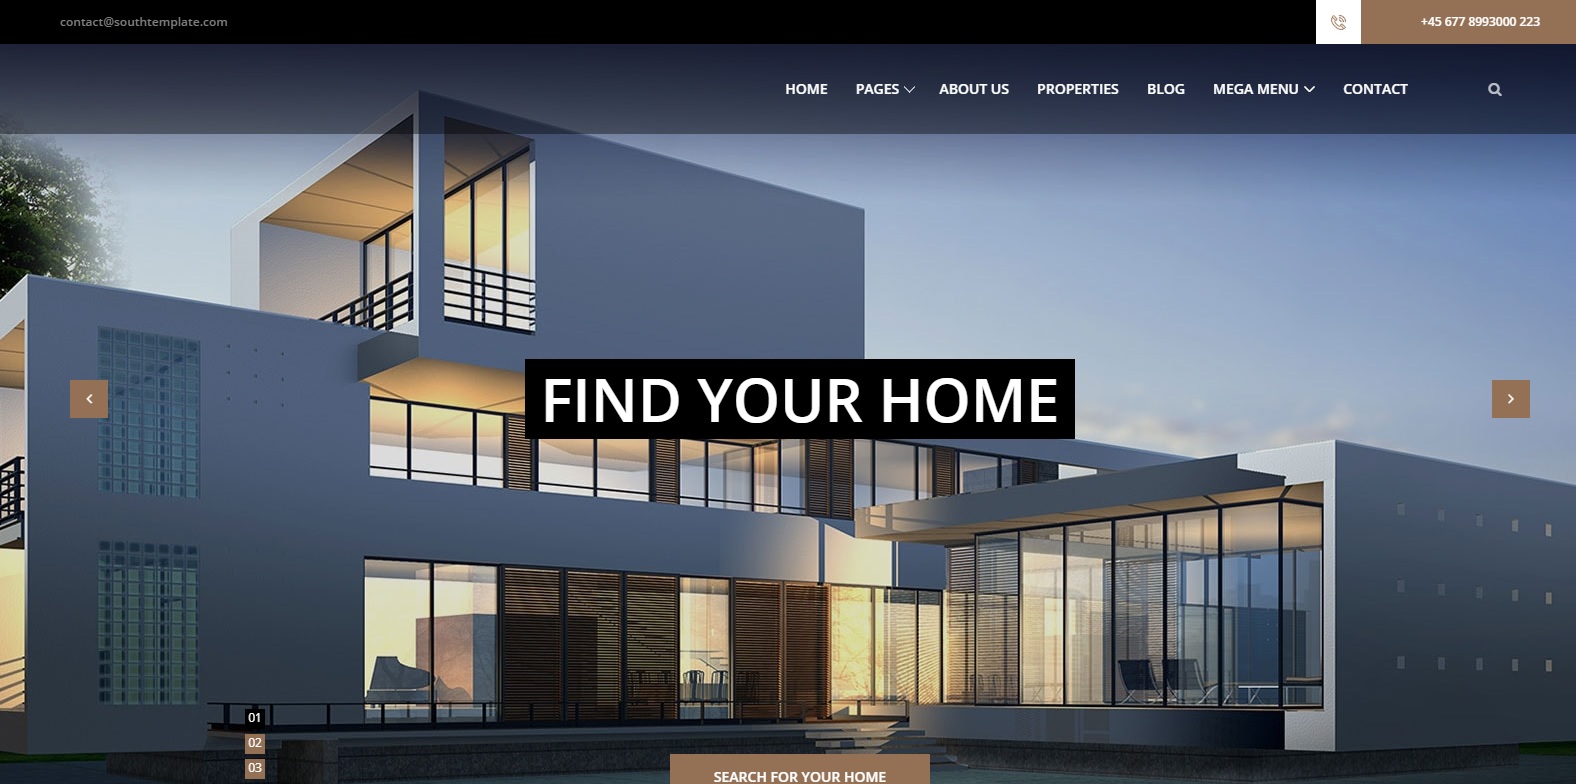 contact@southtemplate.com
+45 677 8993000 223
HOME PAGES ABOUT US PROPERTIES BLOG MEGA MENU CONTACT
FIND YOUR HOME
01
02
03
SEARCH FOR YOUR HOME